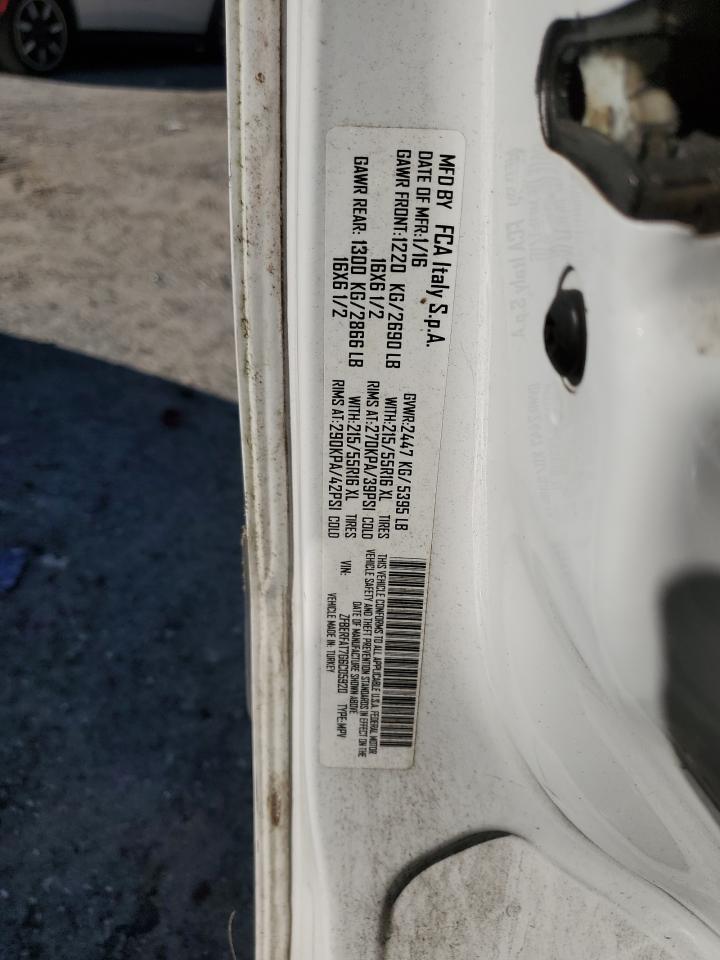 MFD BY FCA Italy S.p.A.
DATE OF MFR:1/16 GVWR:2447 KG/5395 LB
GAWR FRONT:1220 KG/2690 LB WITH:215/55R16 XL TIRES
16X6 1/2 RIMS AT:270KPA/39PSI COLD
GAWR REAR: 1300 KG/2866 LB WITH:215/55R16 XL TIRES
16X6 1/2 RIMS AT:290KPA/42PSI COLD
THIS VEHICLE CONFORMS TO ALL APPLICABLE U.S.A. FEDERAL MOTOR
VEHICLE SAFETY AND THEFT PREVENTION STANDARDS IN EFFECT ON THE
DATE OF MANUFACTURE SHOWN ABOVE
VIN: ZFBERFAT7G6C05920 TYPE:MPV
VEHICLE MADE IN: TURKEY